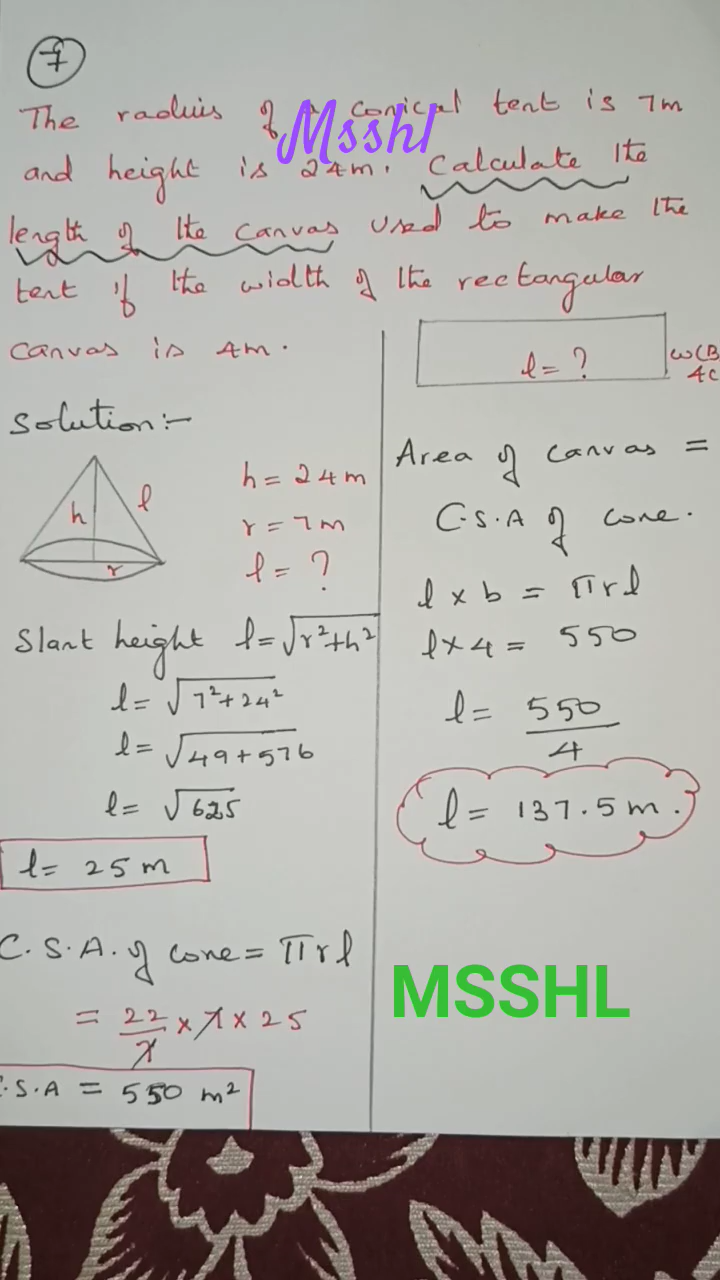 7
The radius of a conical tent is 7m
Msshl
and height is 24m. Calculate the
length of the canvas used to make the
tent if the width of the rectangular
canvas is 4m.
Solution:-
h l
r
h = 24m
r = 7m
l = ?
Slant height l = √r²+h²
l = √7²+24²
l = √49+576
l = √625
l = 25 m
C.S.A. of cone = πrl
= 22/7 × 7 × 25
C.S.A = 550 m²
l = ?
Area of canvas =
C.S.A of cone.
l × b = πrl
l × 4 = 550
l = 550/4
l = 137.5m.
MSSHL